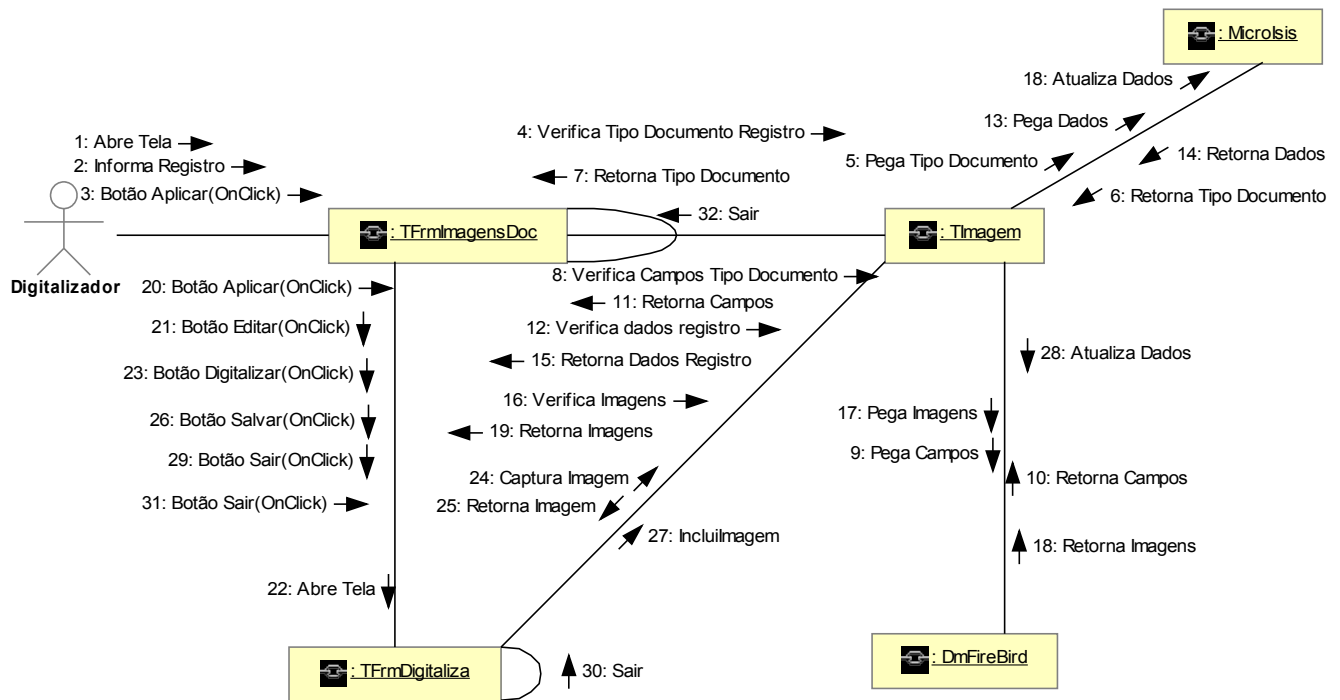 : MicroIsis
18: Atualiza Dados
1: Abre Tela
4: Verifica Tipo Documento Registro
13: Pega Dados
2: Informa Registro
5: Pega Tipo Documento
14: Retorna Dados
3: Botão Aplicar(OnClick)
7: Retorna Tipo Documento
6: Retorna Tipo Documento
32: Sair
: TFrmImagensDoc
: TImagem
Digitalizador
8: Verifica Campos Tipo Documento
20: Botão Aplicar(OnClick)
11: Retorna Campos
21: Botão Editar(OnClick)
12: Verifica dados registro
28: Atualiza Dados
15: Retorna Dados Registro
23: Botão Digitalizar(OnClick)
16: Verifica Imagens
17: Pega Imagens
26: Botão Salvar(OnClick)
19: Retorna Imagens
9: Pega Campos
29: Botão Sair(OnClick)
24: Captura Imagem
10: Retorna Campos
31: Botão Sair(OnClick)
25: Retorna Imagem
27: IncluiImagem
18: Retorna Imagens
22: Abre Tela
: DmFireBird
: TFrmDigitaliza
30: Sair